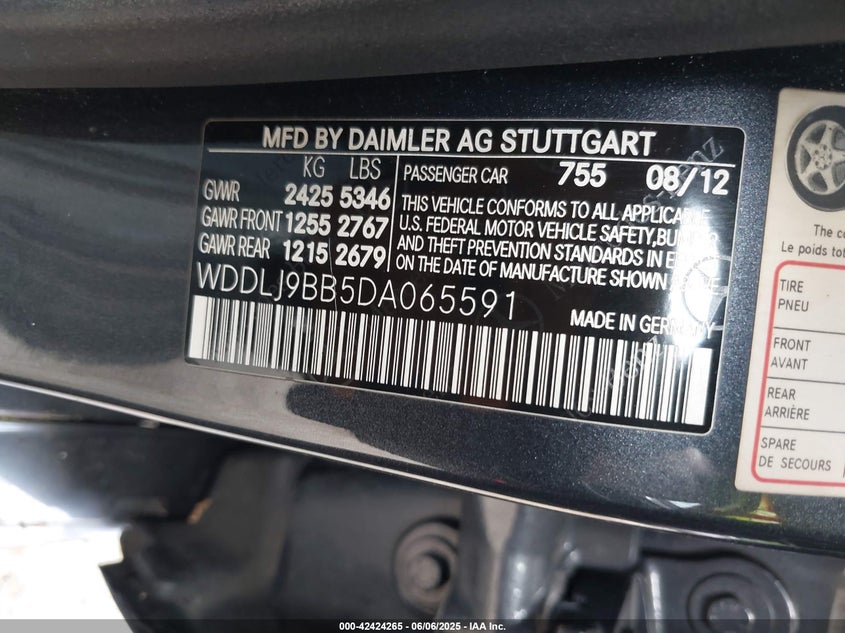 MFD BY DAIMLER AG STUTTGART
KG LBS
GVWR 2425 5346
GAWR FRONT 1255 2767
GAWR REAR 1215 2679
PASSENGER CAR 755 08/12
THIS VEHICLE CONFORMS TO ALL APPLICABLE
U.S. FEDERAL MOTOR VEHICLE SAFETY,
AND THEFT PREVENTION STANDARDS IN
ON THE DATE OF MANUFACTURE SHOWN
WDDLJ9BB5DA065591
MADE IN GERMANY
The
Le poids
TIRE
PNEU
FRONT
AVANT
REAR
ARRIÈRE
SPARE
DE SECOURS
000-42424265 - 06/06/2025 - IAA Inc.